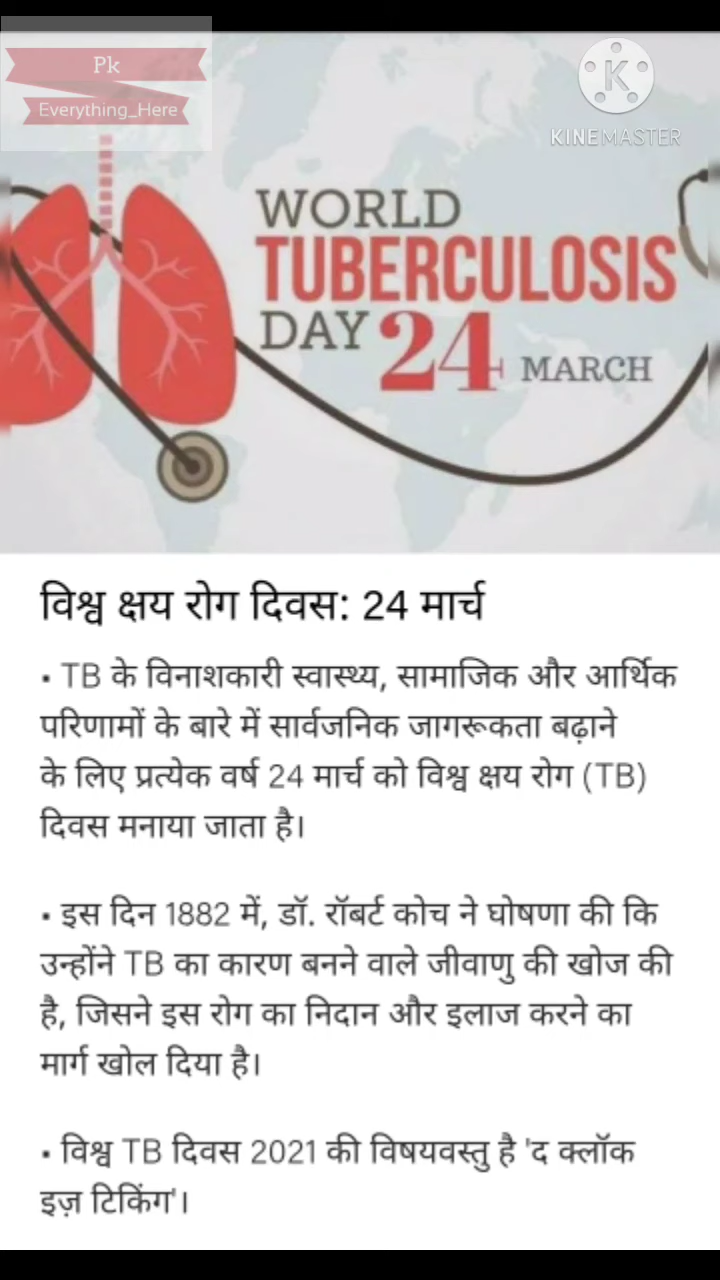 Pk
Everything_Here
KINEMASTER
WORLD
TUBERCULOSIS
DAY 24 MARCH
विश्व क्षय रोग दिवस: 24 मार्च
• TB के विनाशकारी स्वास्थ्य, सामाजिक और आर्थिक
परिणामों के बारे में सार्वजनिक जागरूकता बढ़ाने
के लिए प्रत्येक वर्ष 24 मार्च को विश्व क्षय रोग (TB)
दिवस मनाया जाता है।
• इस दिन 1882 में, डॉ. रॉबर्ट कोच ने घोषणा की कि
उन्होंने TB का कारण बनने वाले जीवाणु की खोज की
है, जिसने इस रोग का निदान और इलाज करने का
मार्ग खोल दिया है।
• विश्व TB दिवस 2021 की विषयवस्तु है 'द क्लॉक
इज़ टिकिंग'।